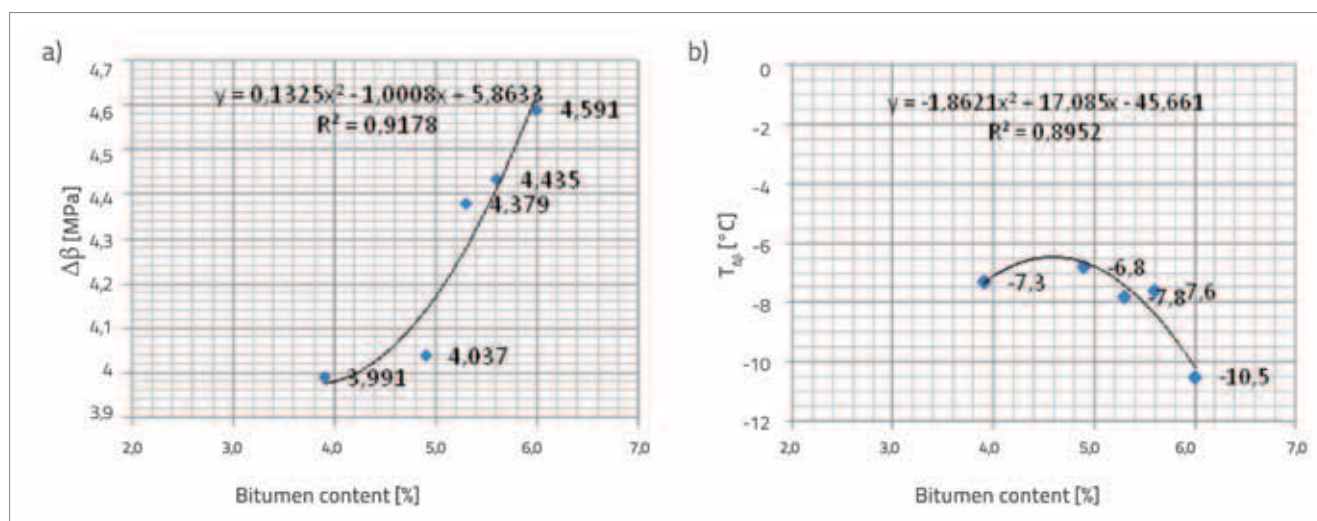 a)
4,7
4,6
4,5
4,4
4,3
4,2
4,1
4
3,9
Δβ [MPa]
y = 0,1325x² - 1,0008x + 5,8633
R² = 0,9178
4,591
4,435
4,379
4,037
3,991
2,0 3,0 4,0 5,0 6,0 7,0
Bitumen content [%]
b)
0
-2
-4
-6
-8
-10
-12
TΔβ [°C]
y = -1,8621x² + 17,085x - 45,661
R² = 0,8952
-7,3
-6,8
-7,8
-7,6
-10,5
2,0 3,0 4,0 5,0 6,0 7,0
Bitumen content [%]